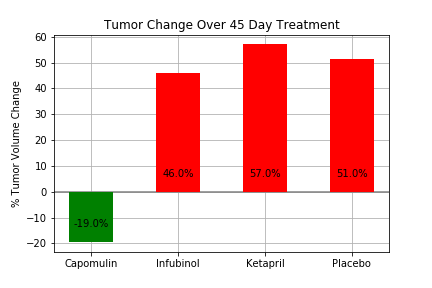 Tumor Change Over 45 Day Treatment
% Tumor Volume Change
60
50
40
30
20
10
0
−10
−20
-19.0%
46.0%
57.0%
51.0%
Capomulin
Infubinol
Ketapril
Placebo